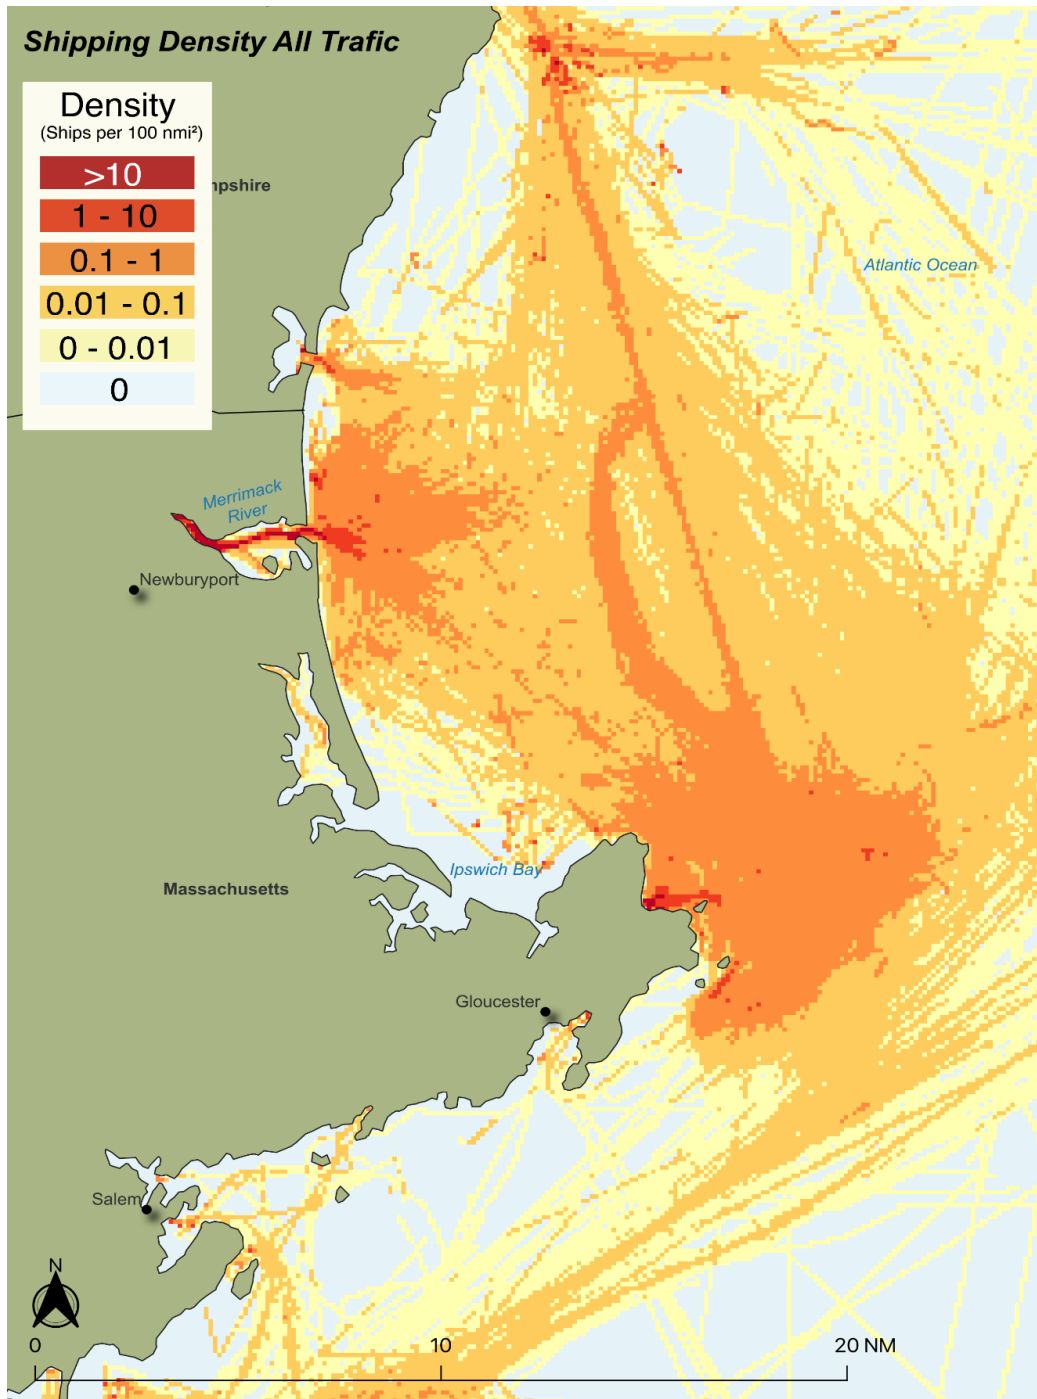 Shipping Density All Trafic
Density
(Ships per 100 nmi²)
>10
1 - 10
0.1 - 1
0.01 - 0.1
0 - 0.01
0
mpshire
Atlantic Ocean
Merrimack
River
Newburyport
Ipswich Bay
Massachusetts
Gloucester
Salem
N
0
10
20 NM